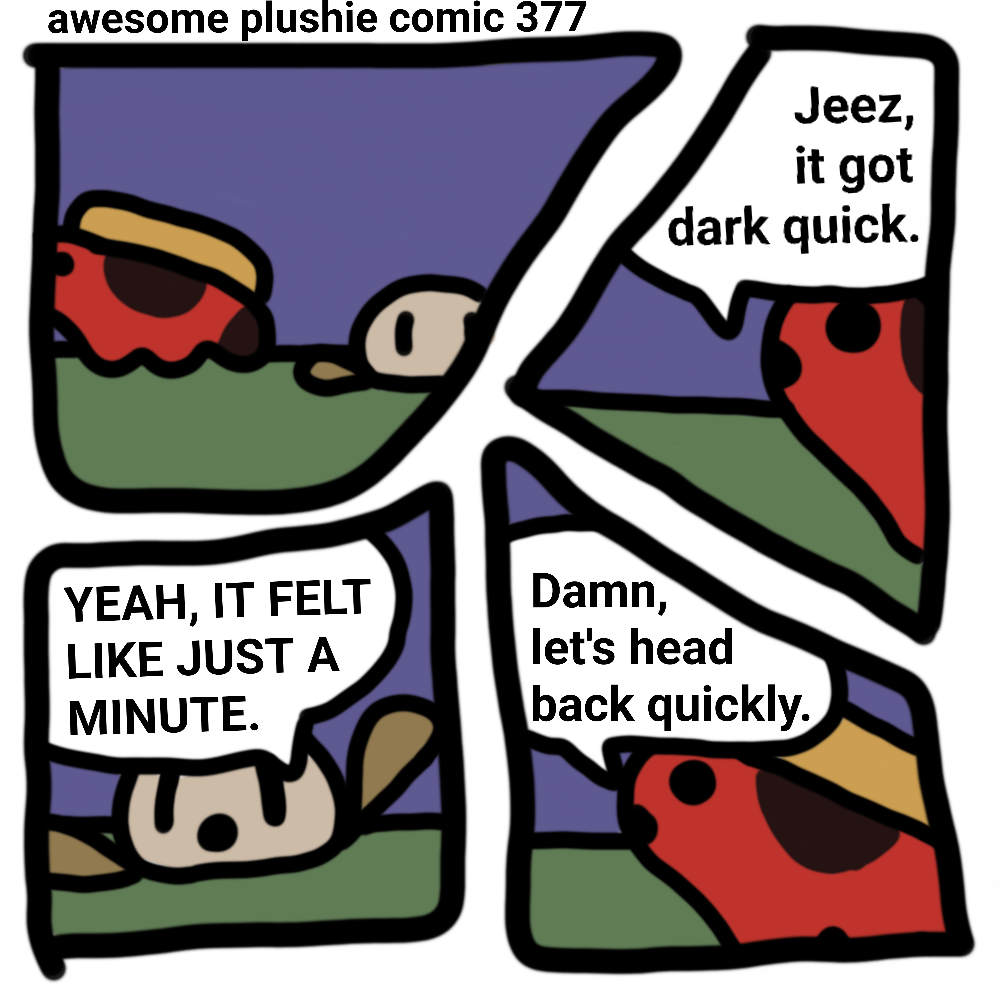 awesome plushie comic 377
Jeez,
it got
dark quick.
YEAH, IT FELT
LIKE JUST A
MINUTE.
Damn,
let's head
back quickly.